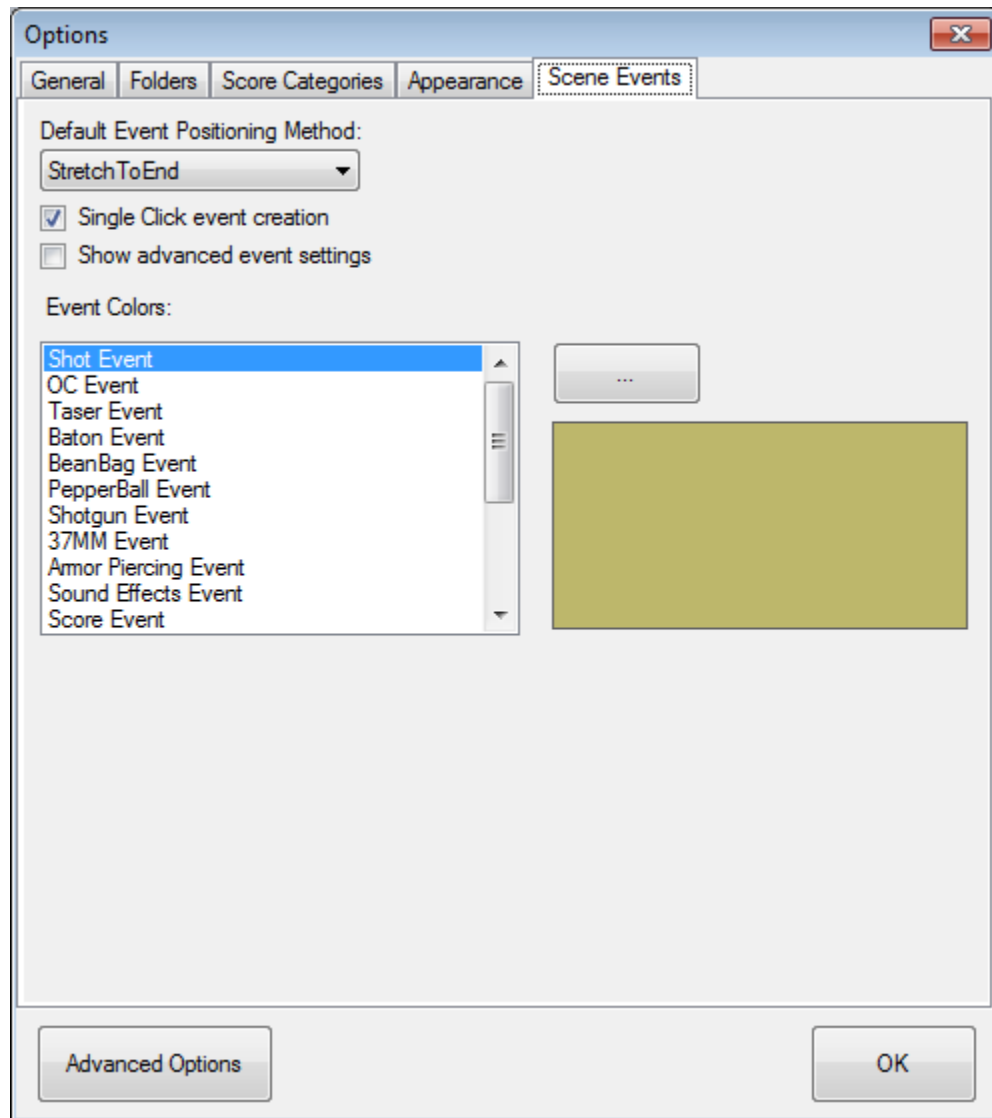 Options
General Folders Score Categories Appearance Scene Events
Default Event Positioning Method:
StretchToEnd
Single Click event creation
Show advanced event settings
Event Colors:
Shot Event
...
OC Event
Taser Event
Baton Event
BeanBag Event
PepperBall Event
Shotgun Event
37MM Event
Armor Piercing Event
Sound Effects Event
Score Event
Advanced Options OK